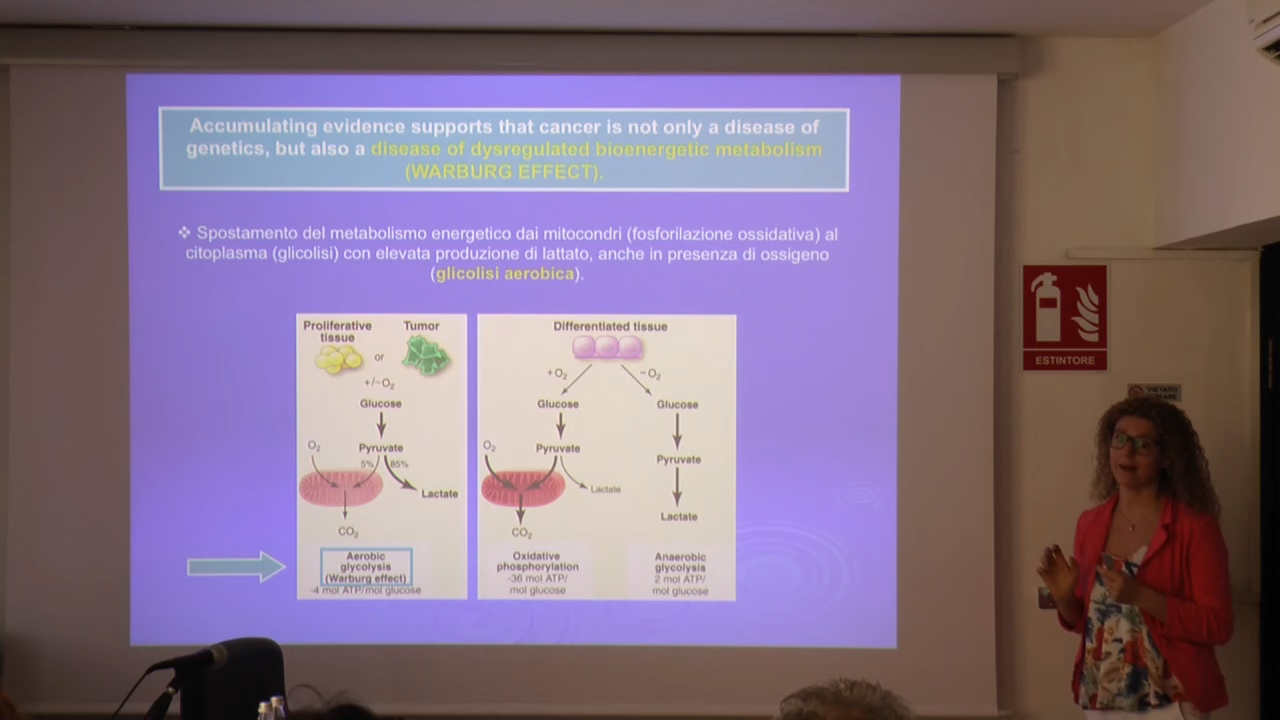 Accumulating evidence supports that cancer is not only a disease of
genetics, but also a disease of dysregulated bioenergetic metabolism
(WARBURG EFFECT).
❖ Spostamento del metabolismo energetico dai mitocondri (fosforilazione ossidativa) al
citoplasma (glicolisi) con elevata produzione di lattato, anche in presenza di ossigeno
(glicolisi aerobica).
Proliferative
tissue
or
Tumor
+/− O2
Glucose
O2
Pyruvate
5%
85%
Lactate
CO2
Aerobic
glycolysis
(Warburg effect)
~4 mol ATP/mol glucose
Differentiated tissue
+O2
−O2
Glucose
O2
Pyruvate
Lactate
CO2
Oxidative
phosphorylation
~36 mol ATP/
mol glucose
Glucose
Pyruvate
Lactate
Anaerobic
glycolysis
2 mol ATP/
mol glucose
ESTINTORE
VIETATO